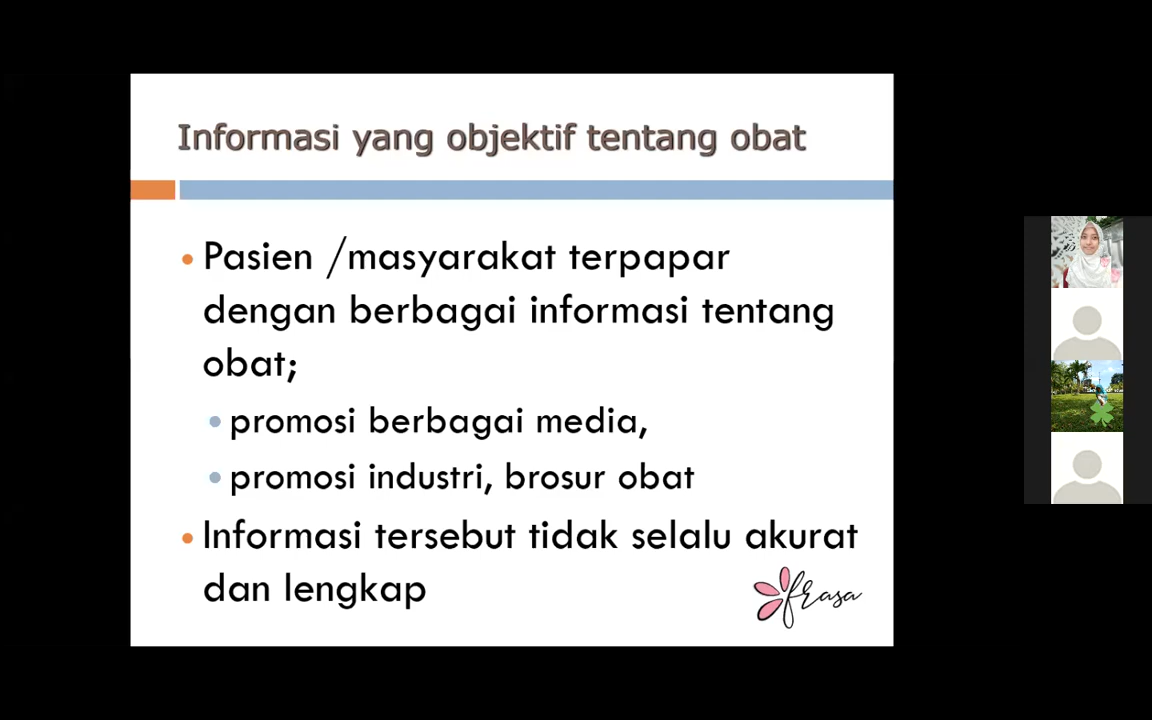 Informasi yang objektif tentang obat
Pasien /masyarakat terpapar
dengan berbagai informasi tentang
obat;
promosi berbagai media,
promosi industri, brosur obat
Informasi tersebut tidak selalu akurat
dan lengkap
frasa